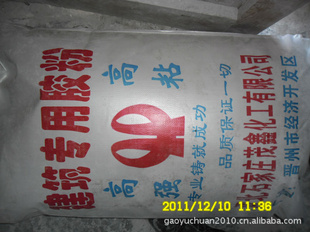 建筑专用胶粉
高强 高粘
专业铸就成功
品质保证一切
石家庄茂鑫化工有限公司
晋州市经济开发区
2011/12/10 11:36
gaoyuchuan2010.cn.alibaba.com